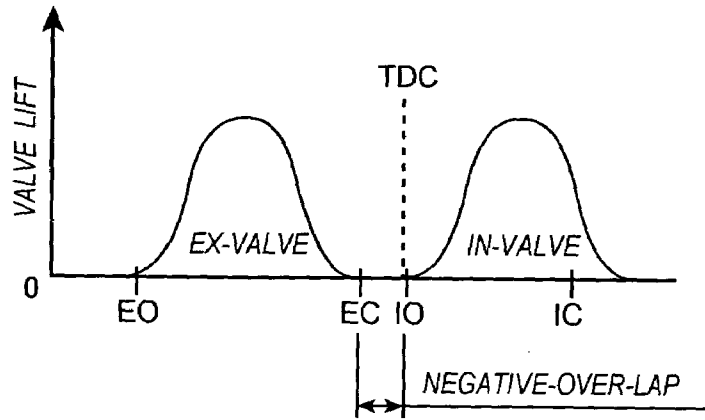 VALVE LIFT
TDC
EX-VALVE
IN-VALVE
0
EO
EC
IO
IC
NEGATIVE-OVER-LAP